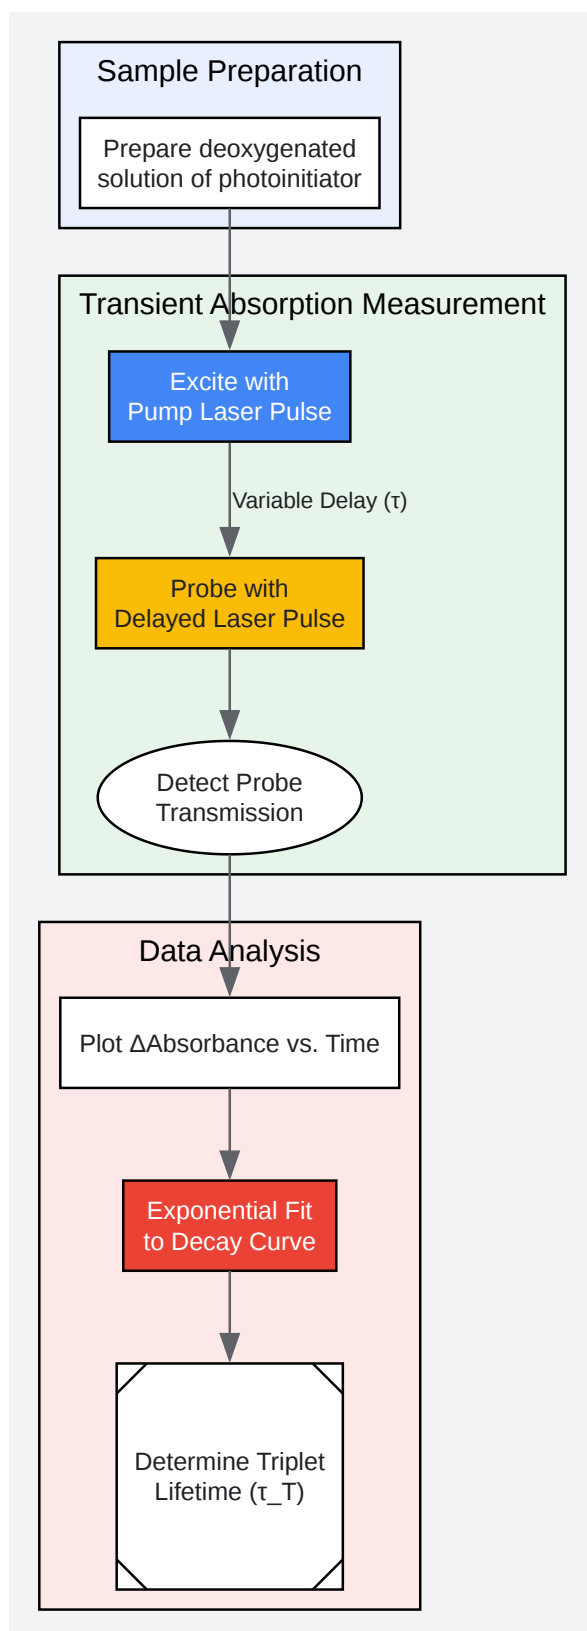 Sample Preparation
Prepare deoxygenated
solution of photoinitiator
Transient Absorption Measurement
Excite with
Pump Laser Pulse
Variable Delay (τ)
Probe with
Delayed Laser Pulse
Detect Probe
Transmission
Data Analysis
Plot ΔAbsorbance vs. Time
Exponential Fit
to Decay Curve
Determine Triplet
Lifetime (τ_T)